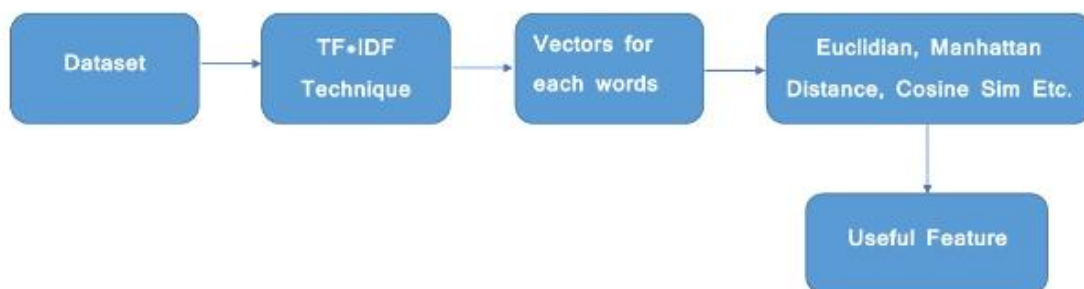 Dataset
TF•IDF
Technique
Vectors for
each words
Euclidian, Manhattan
Distance, Cosine Sim Etc.
Useful Feature